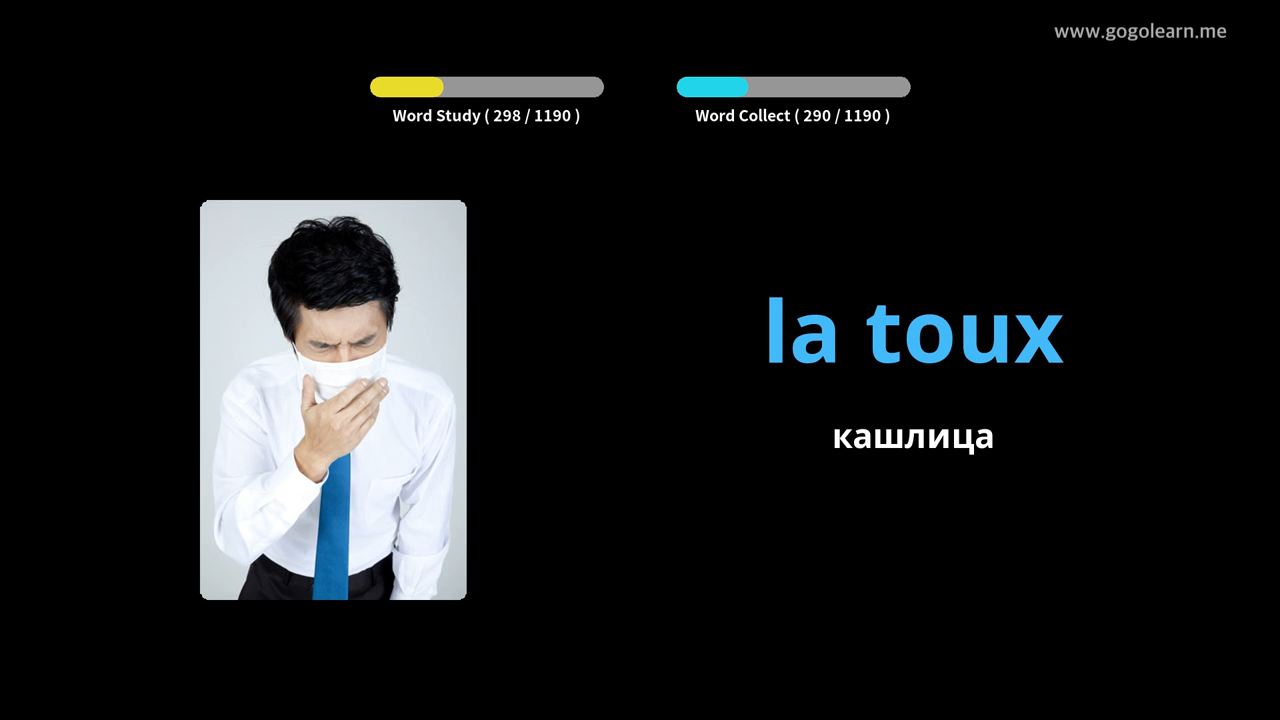 www.gogolearn.me
Word Study ( 298 / 1190 )
Word Collect ( 290 / 1190 )
la toux
кашлица